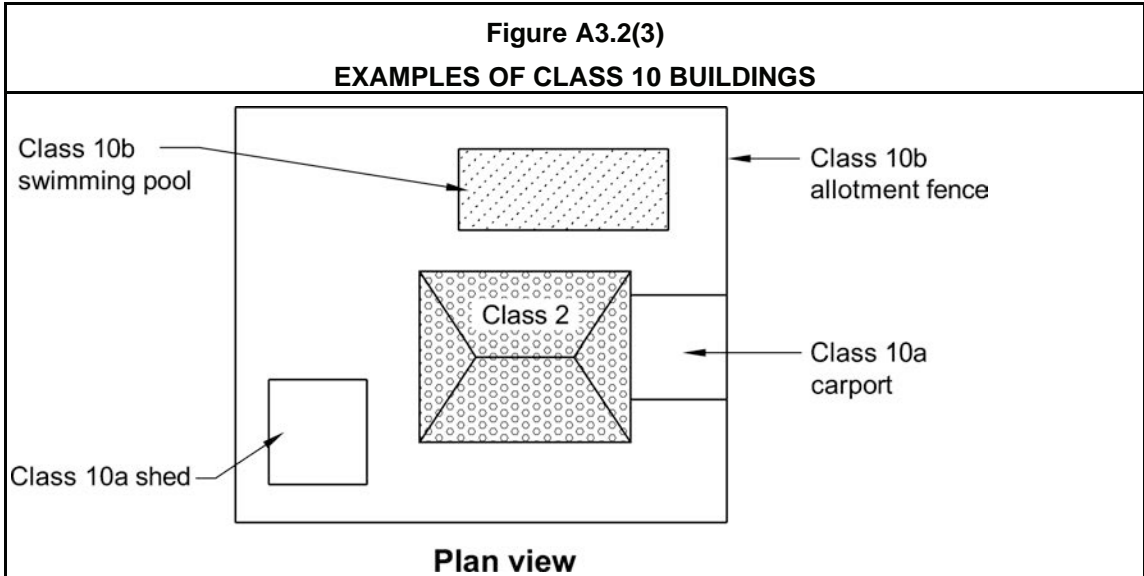 Figure A3.2(3)
EXAMPLES OF CLASS 10 BUILDINGS
Class 10b
swimming pool
Class 10b
allotment fence
Class 2
Class 10a
carport
Class 10a shed
Plan view